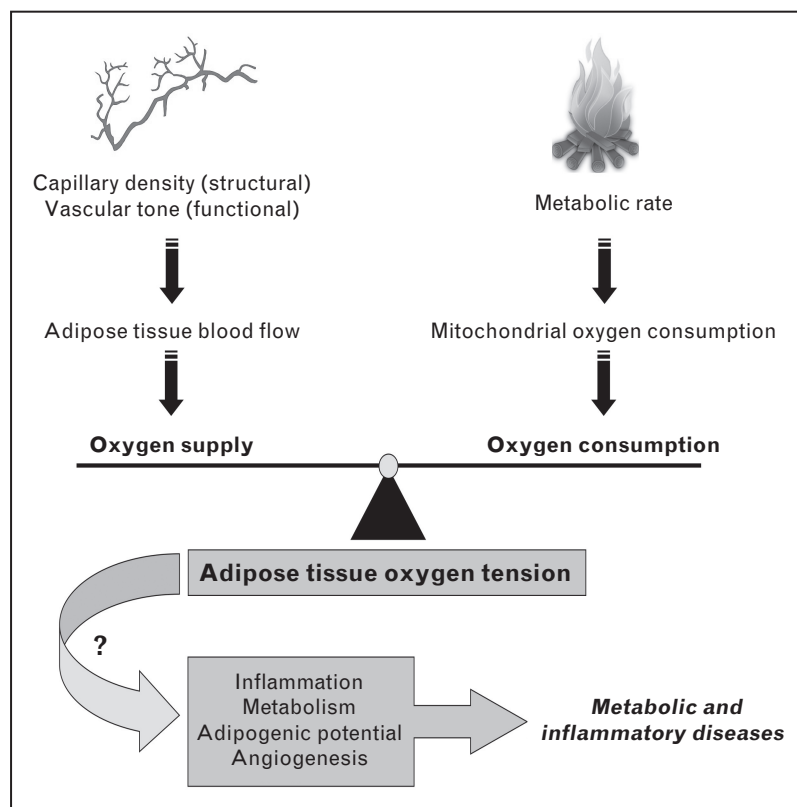 Capillary density (structural)
Vascular tone (functional)
Metabolic rate
Adipose tissue blood flow
Mitochondrial oxygen consumption
Oxygen supply
Oxygen consumption
Adipose tissue oxygen tension
?
Inflammation
Metabolism
Adipogenic potential
Angiogenesis
Metabolic and
inflammatory diseases